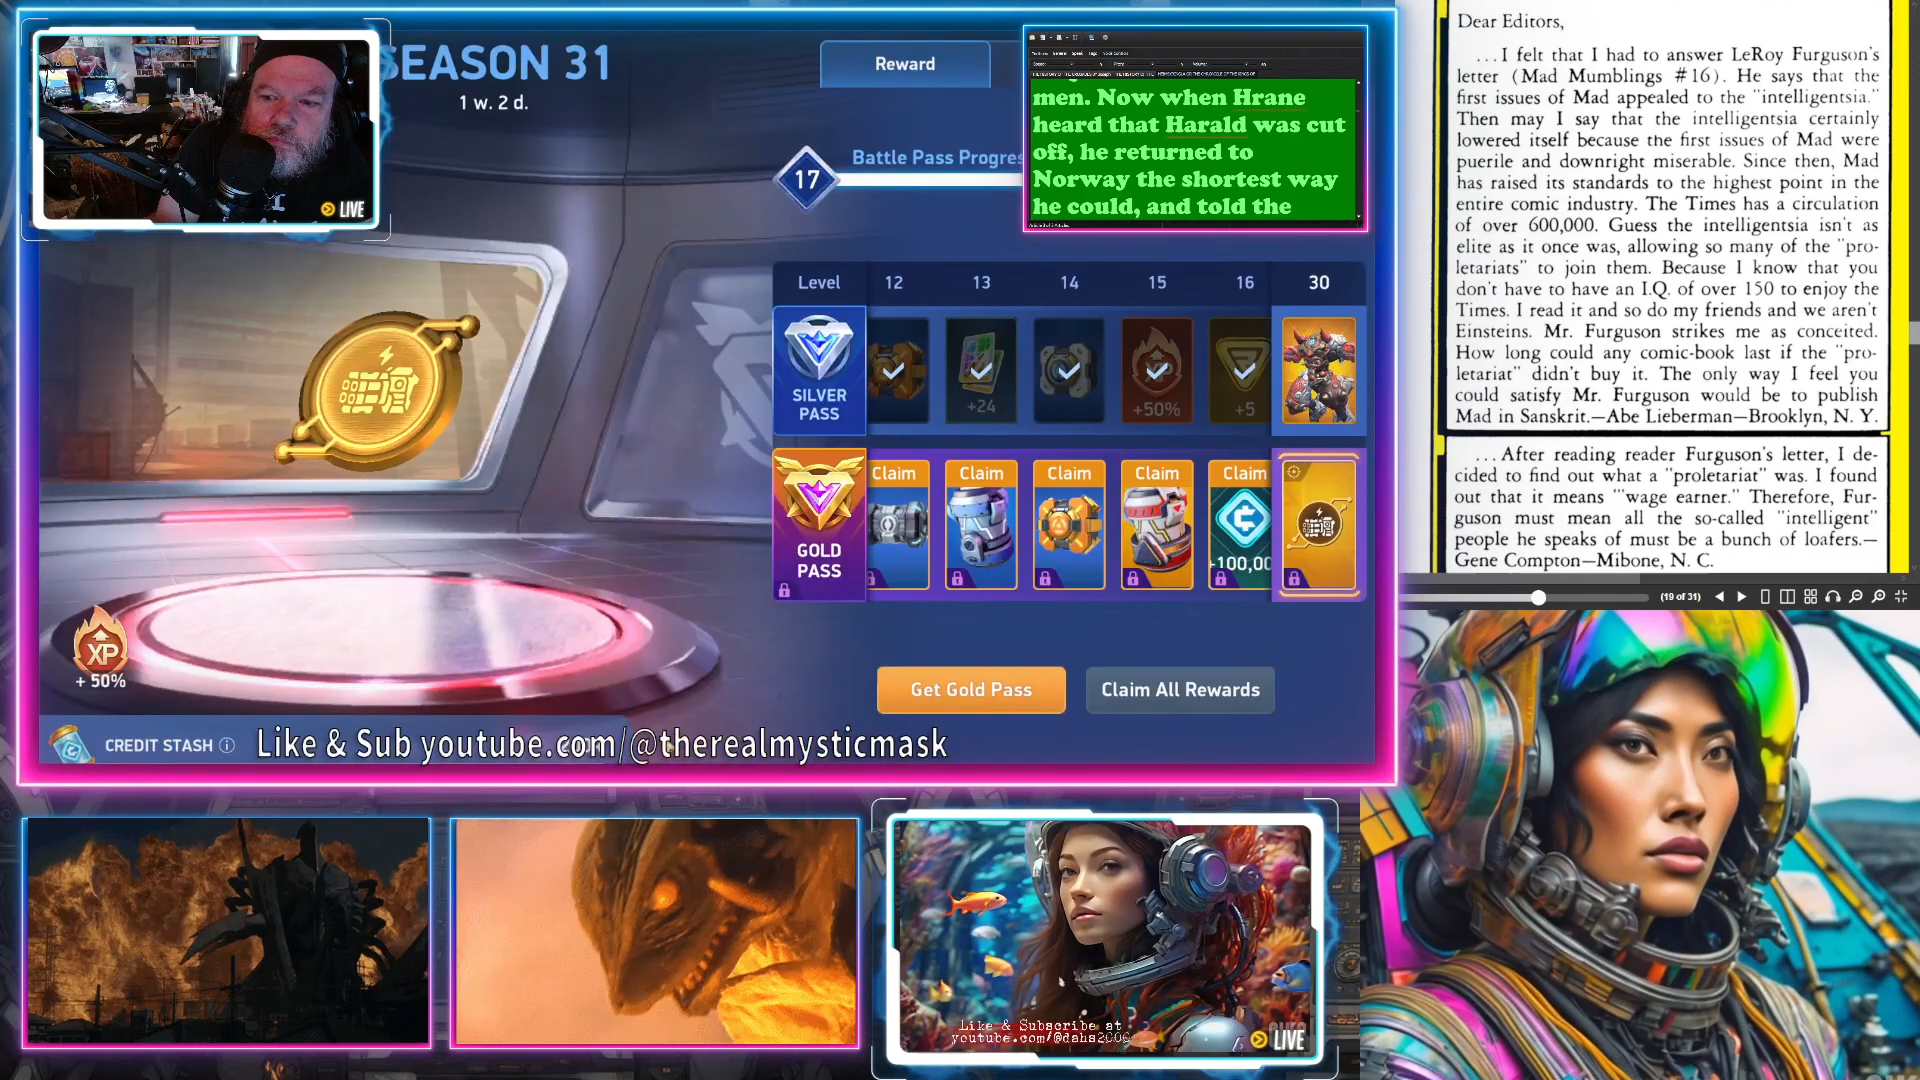 SEASON 31
1 w. 2 d.
LIVE
Reward
17
Battle Pass Progres
men. Now when Hrane
heard that Harald was cut
off, he returned to
Norway the shortest way
he could, and told the
Level 12 13 14 15 16 30
SILVER
PASS
+24
+50%
+5
GOLD
PASS
Claim
Claim
Claim
Claim
Claim
+100,00
XP
+ 50%
Get Gold Pass
Claim All Rewards
CREDIT STASH
Like & Sub youtube.com/@therealmysticmask
Like & Subscribe at
youtube.com/@dahs2000
LIVE
Dear Editors,
...I felt that I had to answer LeRoy Furguson's
letter (Mad Mumblings #16). He says that the
first issues of Mad appealed to the "intelligentsia."
Then may I say that the intelligentsia certainly
lowered itself because the first issues of Mad were
puerile and downright miserable. Since then, Mad
has raised its standards to the highest point in the
entire comic industry. The Times has a circulation
of over 600,000. Guess the intelligentsia isn't as
elite as it once was, allowing so many of the "pro-
letariats" to join them. Because I know that you
don't have to have an I.Q. of over 150 to enjoy the
Times. I read it and so do my friends and we aren't
Einsteins. Mr. Furguson strikes me as conceited.
How long could any comic-book last if the "pro-
letariat" didn't buy it. The only way I feel you
could satisfy Mr. Furguson would be to publish
Mad in Sanskrit.—Abe Lieberman—Brooklyn, N. Y.
...After reading reader Furguson's letter, I de-
cided to find out what a "proletariat" was. I found
out that it means '"wage earner." Therefore, Fur-
guson must mean all the so-called "intelligent"
people he speaks of must be a bunch of loafers.—
Gene Compton—Mibone, N. C.
(19 of 31)